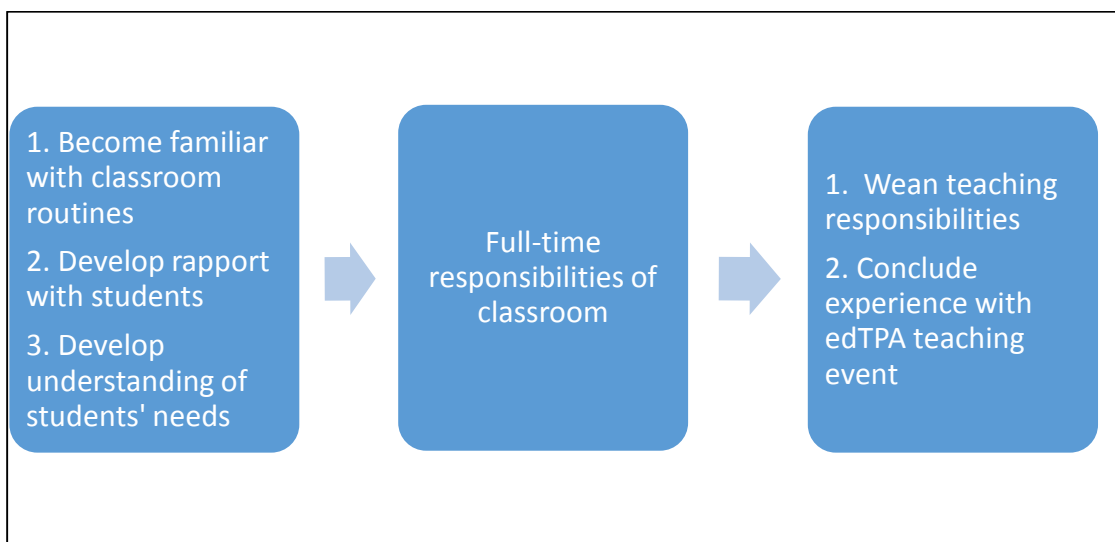 1. Become familiar
with classroom
routines
2. Develop rapport
with students
3. Develop
understanding of
students' needs
Full-time
responsibilities of
classroom
1.  Wean teaching
responsibilities
2. Conclude
experience with
edTPA teaching
event